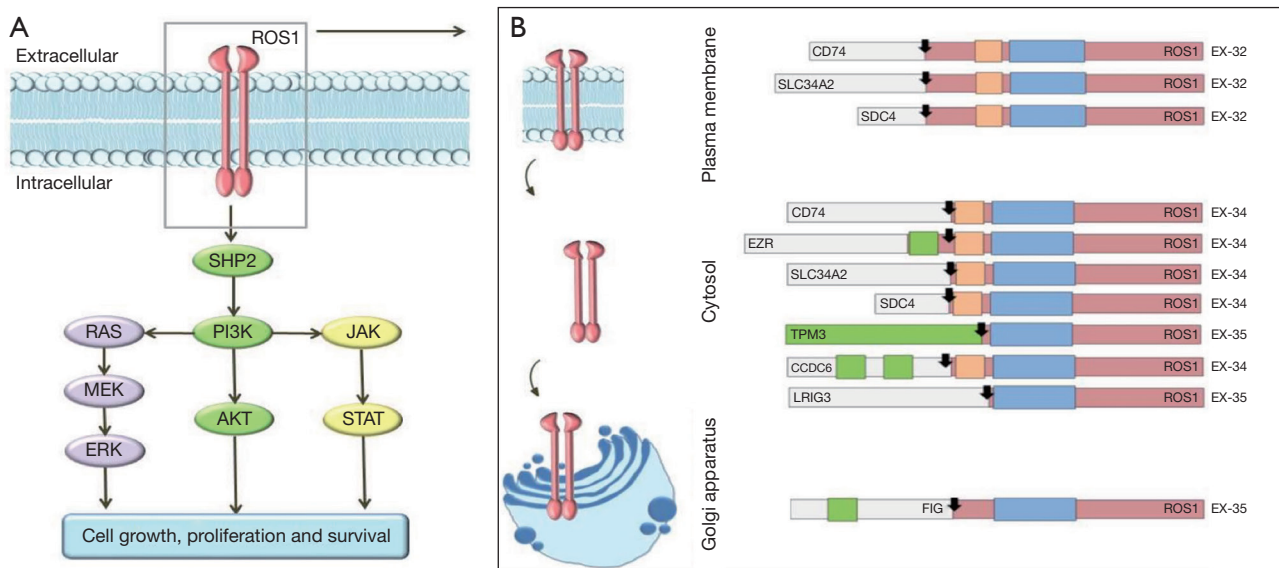 A
ROS1
Extracellular
Intracellular
SHP2
RAS
PI3K
JAK
MEK
AKT
STAT
ERK
Cell growth, proliferation and survival
B
Plasma membrane
CD74 ROS1 EX-32
SLC34A2 ROS1 EX-32
SDC4 ROS1 EX-32
Cytosol
CD74 ROS1 EX-34
EZR ROS1 EX-34
SLC34A2 ROS1 EX-34
SDC4 ROS1 EX-34
TPM3 ROS1 EX-35
CCDC6 ROS1 EX-34
LRIG3 ROS1 EX-35
Golgi apparatus
FIG ROS1 EX-35